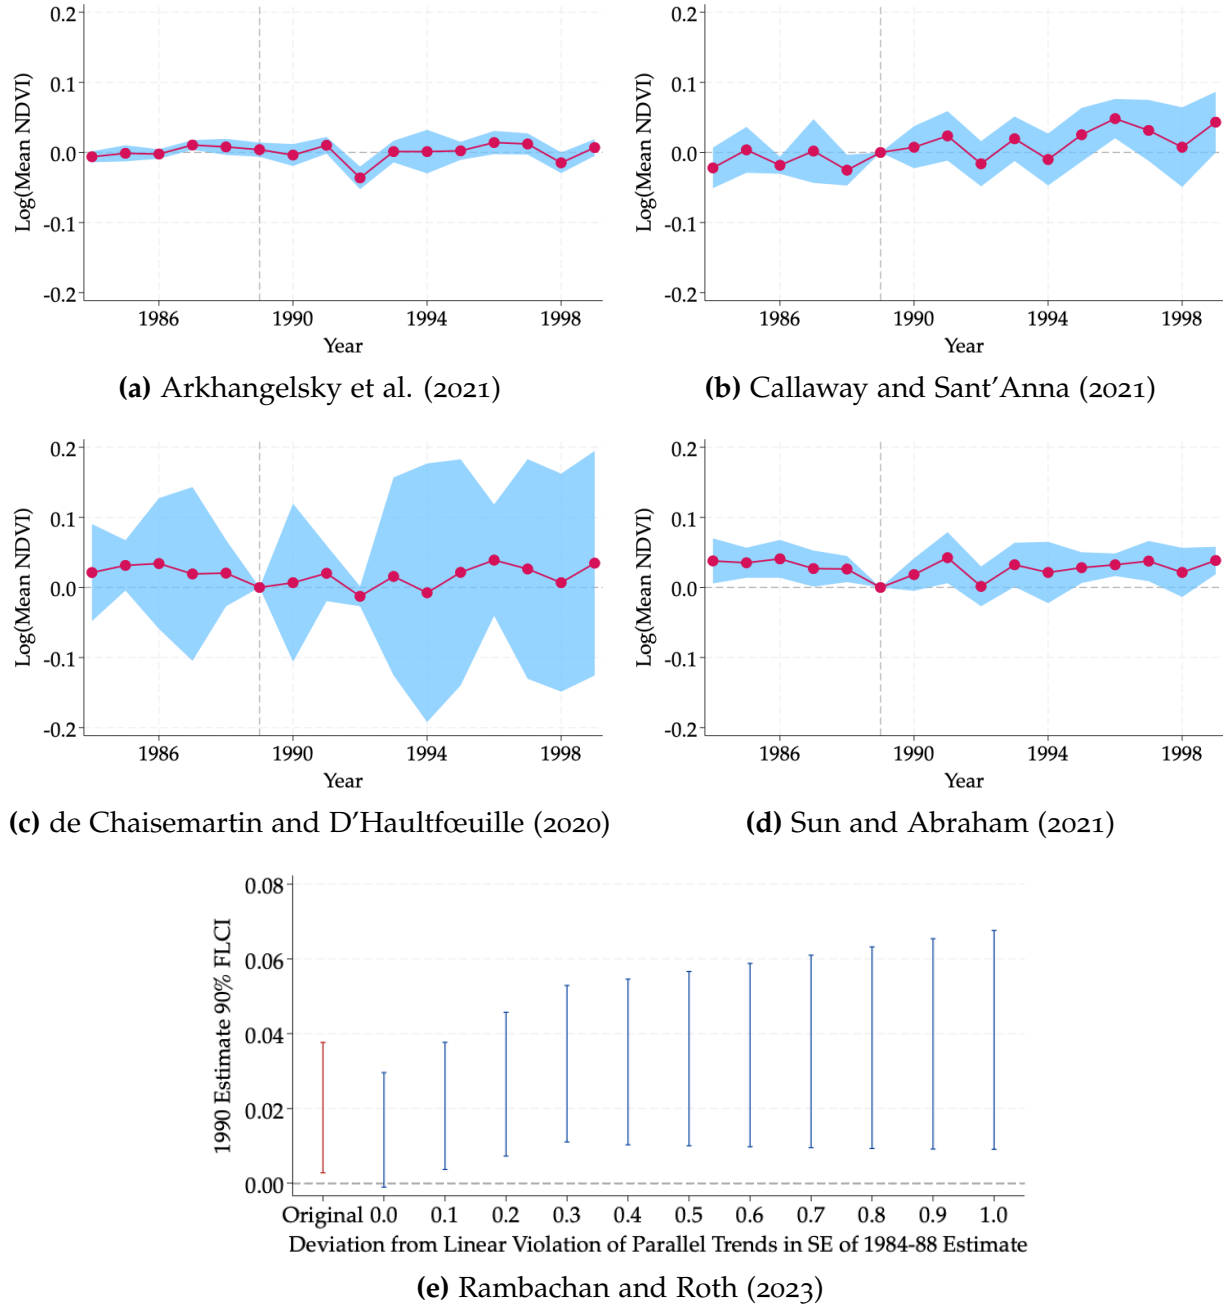 0.2
0.1
0.0
-0.1
-0.2
Log(Mean NDVI)
1986 1990 1994 1998
Year
(a) Arkhangelsky et al. (2021)
0.2
0.1
0.0
-0.1
-0.2
Log(Mean NDVI)
1986 1990 1994 1998
Year
(b) Callaway and Sant'Anna (2021)
0.2
0.1
0.0
-0.1
-0.2
Log(Mean NDVI)
1986 1990 1994 1998
Year
(c) de Chaisemartin and D'Haultfœuille (2020)
0.2
0.1
0.0
-0.1
-0.2
Log(Mean NDVI)
1986 1990 1994 1998
Year
(d) Sun and Abraham (2021)
0.08
0.06
0.04
0.02
0.00
1990 Estimate 90% FLCI
Original 0.0 0.1 0.2 0.3 0.4 0.5 0.6 0.7 0.8 0.9 1.0
Deviation from Linear Violation of Parallel Trends in SE of 1984-88 Estimate
(e) Rambachan and Roth (2023)